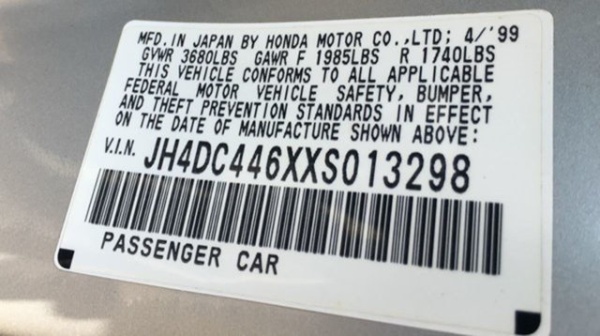 MFD. IN JAPAN BY HONDA MOTOR CO.,LTD; 4/'99
GVWR 3680LBS GAWR F 1985LBS R 1740LBS
THIS VEHICLE CONFORMS TO ALL APPLICABLE
FEDERAL MOTOR VEHICLE SAFETY, BUMPER,
AND THEFT PREVENTION STANDARDS IN EFFECT
ON THE DATE OF MANUFACTURE SHOWN ABOVE:
V.I.N. JH4DC446XXS013298
PASSENGER CAR